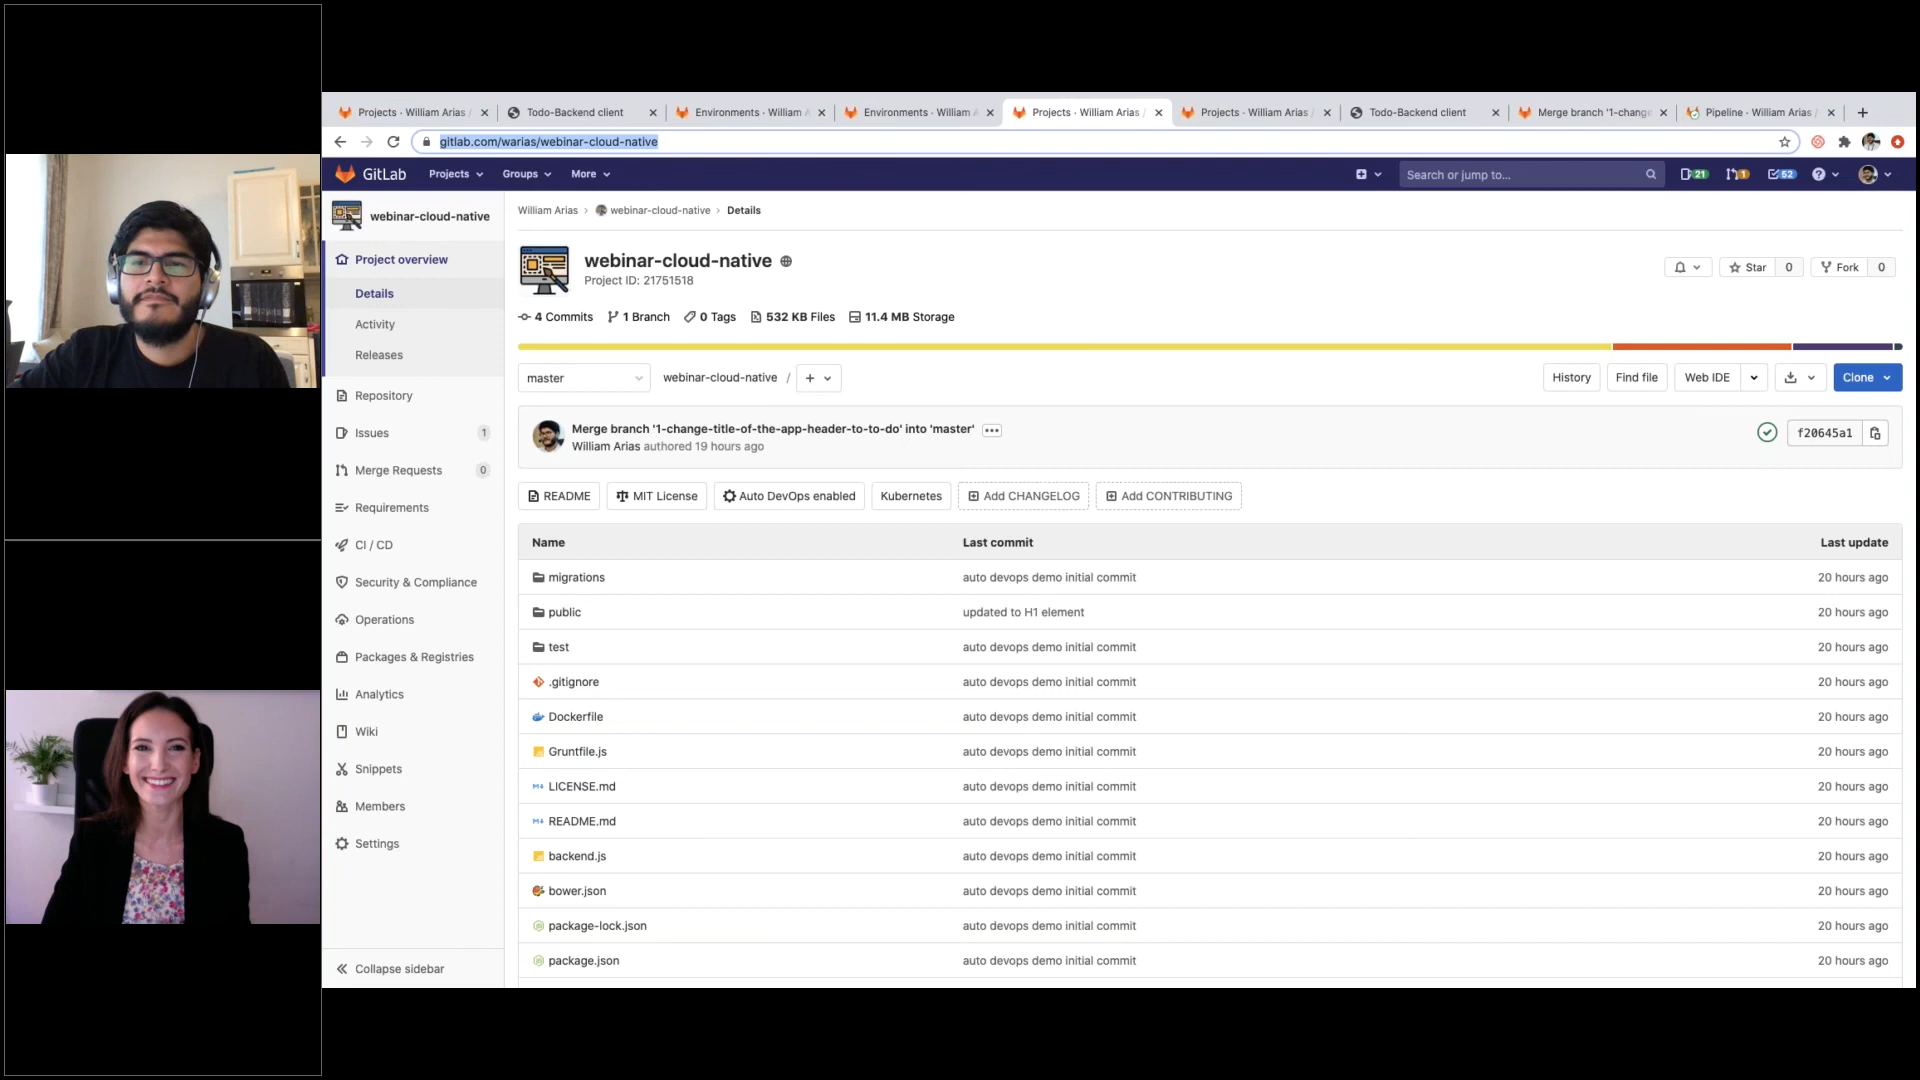 Projects · William Arias /
Todo-Backend client
Environments · William A
Environments · William A
Projects · William Arias /
Projects · William Arias /
Todo-Backend client
Merge branch '1-change
Pipeline · William Arias /
gitlab.com/warias/webinar-cloud-native
GitLab Projects Groups More Search or jump to... 21 1 52
webinar-cloud-native
Project overview
Details
Activity
Releases
Repository
Issues 1
Merge Requests 0
Requirements
CI / CD
Security & Compliance
Operations
Packages & Registries
Analytics
Wiki
Snippets
Members
Settings
Collapse sidebar
William Arias › webinar-cloud-native › Details
webinar-cloud-native
Project ID: 21751518
Star 0 Fork 0
4 Commits 1 Branch 0 Tags 532 KB Files 11.4 MB Storage
master webinar-cloud-native / + History Find file Web IDE Clone
Merge branch '1-change-title-of-the-app-header-to-to-do' into 'master'
William Arias authored 19 hours ago
f20645a1
README MIT License Auto DevOps enabled Kubernetes Add CHANGELOG Add CONTRIBUTING
Name Last commit Last update
migrations auto devops demo initial commit 20 hours ago
public updated to H1 element 20 hours ago
test auto devops demo initial commit 20 hours ago
.gitignore auto devops demo initial commit 20 hours ago
Dockerfile auto devops demo initial commit 20 hours ago
Gruntfile.js auto devops demo initial commit 20 hours ago
LICENSE.md auto devops demo initial commit 20 hours ago
README.md auto devops demo initial commit 20 hours ago
backend.js auto devops demo initial commit 20 hours ago
bower.json auto devops demo initial commit 20 hours ago
package-lock.json auto devops demo initial commit 20 hours ago
package.json auto devops demo initial commit 20 hours ago